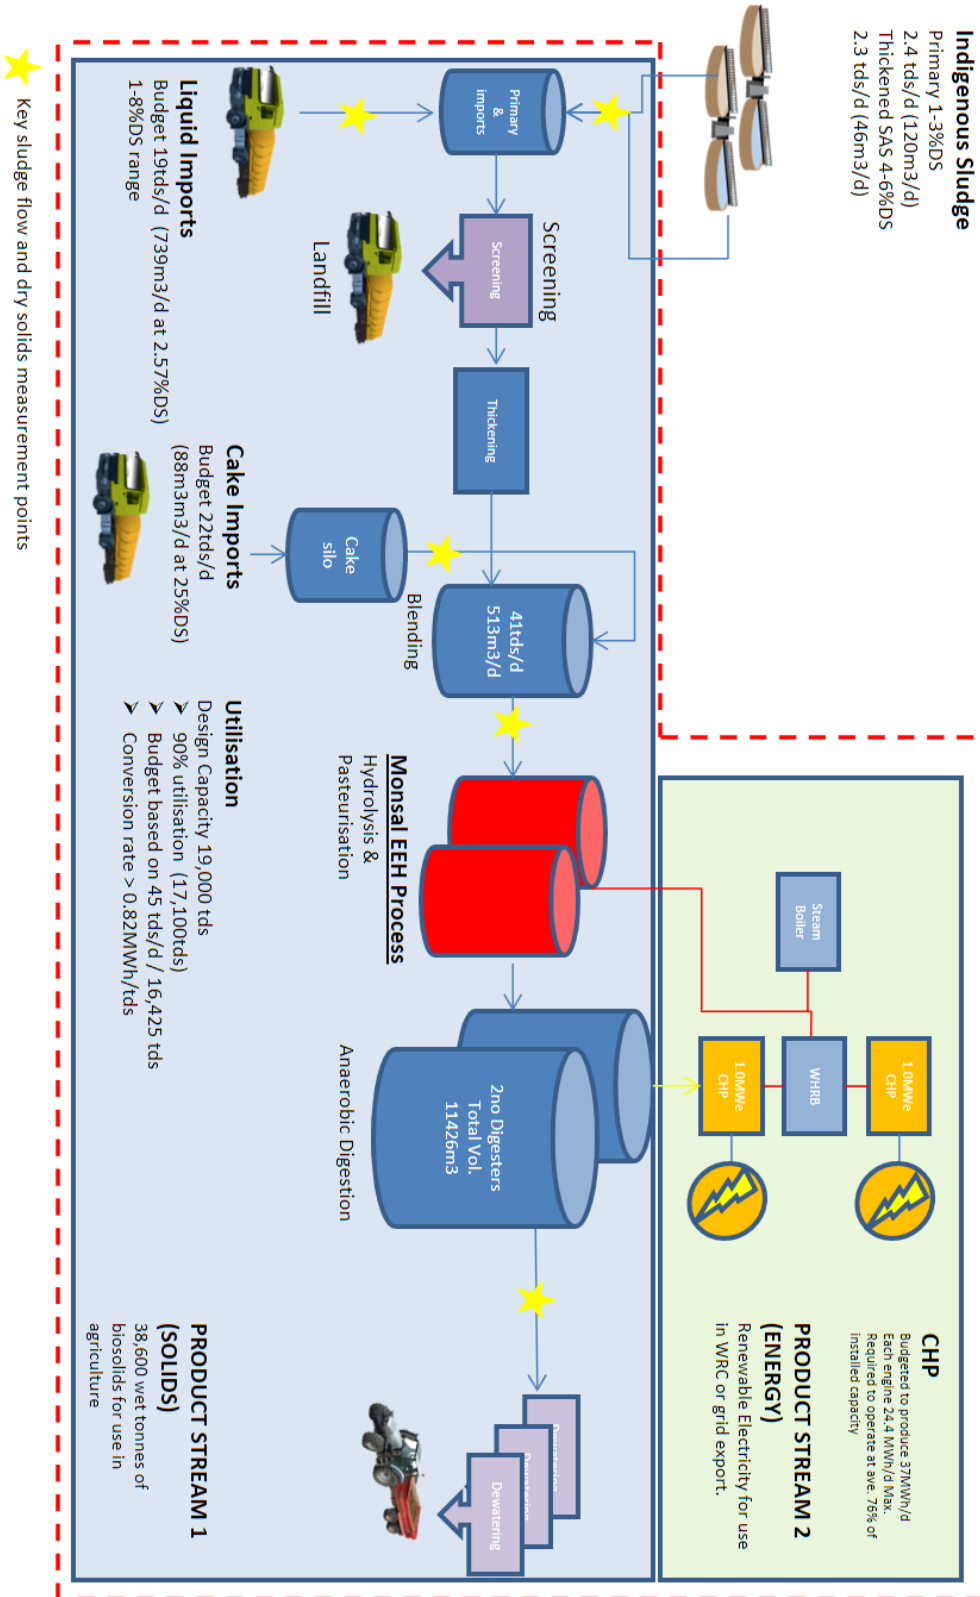 Indigenous Sludge
Primary 1-3%DS
2.4 tds/d (120m3/d)
Thickened SAS 4-6%DS
2.3 tds/d (46m3/d)
Primary
&
imports
Liquid Imports
Budget 19tds/d (739m3/d at 2.57%DS)
1-8%DS range
Screening
Screening
Landfill
Thickening
Cake Imports
Budget 22tds/d
(88m3m3/d at 25%DS)
Cake
silo
Blending
41tds/d
513m3/d
Monsal EEH Process
Hydrolysis &
Pasteurisation
Utilisation
Design Capacity 19,000 tds
➤ 90% utilisation (17,100tds)
➤ Budget based on 45 tds/d / 16,425 tds
➤ Conversion rate > 0.82MWh/tds
Steam
Boiler
1.0MWe
CHP
WHRB
1.0MWe
CHP
2no Digesters
Total Vol.
11426m3
Anaerobic Digestion
CHP
Budgeted to produce 37MWh/d
Each engine 24.4 MWh/d Max.
Required to operate at ave. 76% of
installed capacity
PRODUCT STREAM 2
(ENERGY)
Renewable Electricity for use
in WRC or grid export.
Dewatering
Dewatering
Dewatering
PRODUCT STREAM 1
(SOLIDS)
38,600 wet tonnes of
biosolids for use in
agriculture
Key sludge flow and dry solids measurement points